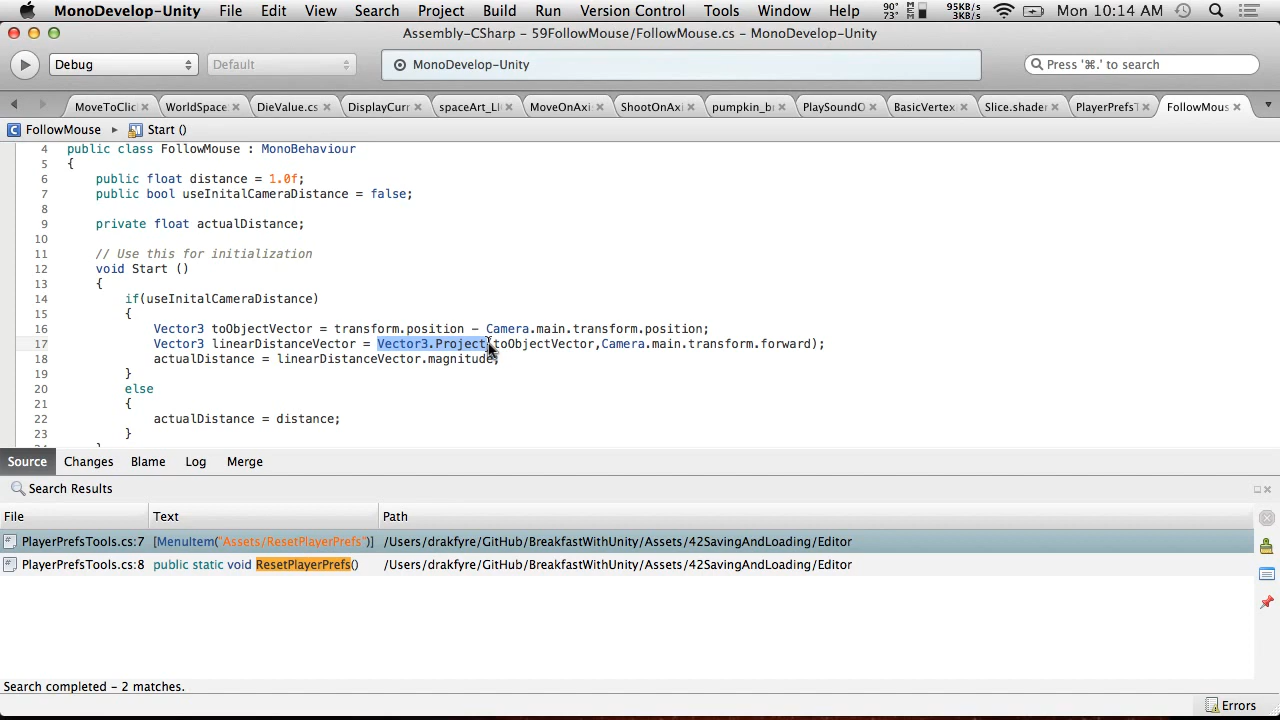 MonoDevelop-Unity File Edit View Search Project Build Run Version Control Tools Window Help 90° 73° MEM 95KB/s 3KB/s Mon 10:14 AM
Assembly-CSharp – 59FollowMouse/FollowMouse.cs – MonoDevelop-Unity
Debug Default MonoDevelop-Unity Press '⌘.' to search
MoveToClic WorldSpace DieValue.cs DisplayCurr spaceArt_LI MoveOnAxi ShootOnAxi pumpkin_b PlaySoundO BasicVertex Slice.shader PlayerPrefsT FollowMous
C FollowMouse Start ()
4 public class FollowMouse : MonoBehaviour
5 {
6 public float distance = 1.0f;
7 public bool useInitalCameraDistance = false;
8
9 private float actualDistance;
10
11 // Use this for initialization
12 void Start ()
13 {
14 if(useInitalCameraDistance)
15 {
16 Vector3 toObjectVector = transform.position - Camera.main.transform.position;
17 Vector3 linearDistanceVector = Vector3.Project(toObjectVector,Camera.main.transform.forward);
18 actualDistance = linearDistanceVector.magnitude;
19 }
20 else
21 {
22 actualDistance = distance;
23 }
24 }
Source Changes Blame Log Merge
Search Results
File Text Path
PlayerPrefsTools.cs:7 [MenuItem("Assets/ResetPlayerPrefs")] /Users/drakfyre/GitHub/BreakfastWithUnity/Assets/42SavingAndLoading/Editor
PlayerPrefsTools.cs:8 public static void ResetPlayerPrefs() /Users/drakfyre/GitHub/BreakfastWithUnity/Assets/42SavingAndLoading/Editor
Search completed – 2 matches.
Errors